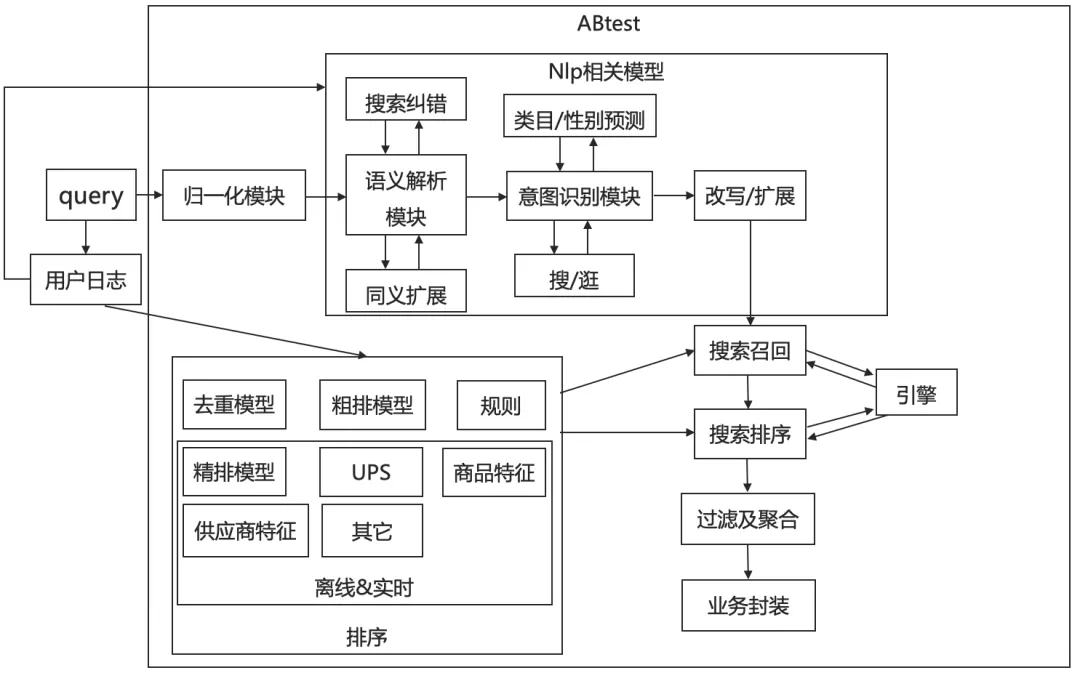 ABtest
Nlp相关模型
搜索纠错
类目/性别预测
query
归一化模块
语义解析
模块
意图识别模块
改写/扩展
用户日志
同义扩展
搜/逛
搜索召回
引擎
搜索排序
去重模型
粗排模型
规则
精排模型
UPS
商品特征
供应商特征
其它
离线&实时
排序
过滤及聚合
业务封装